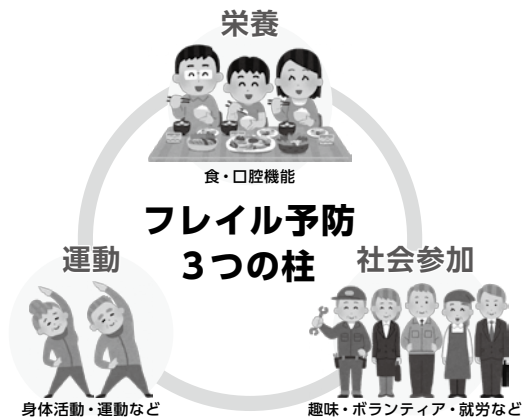 栄養
食・口腔機能
フレイル予防
3つの柱
運動
身体活動・運動など
社会参加
趣味・ボランティア・就労など